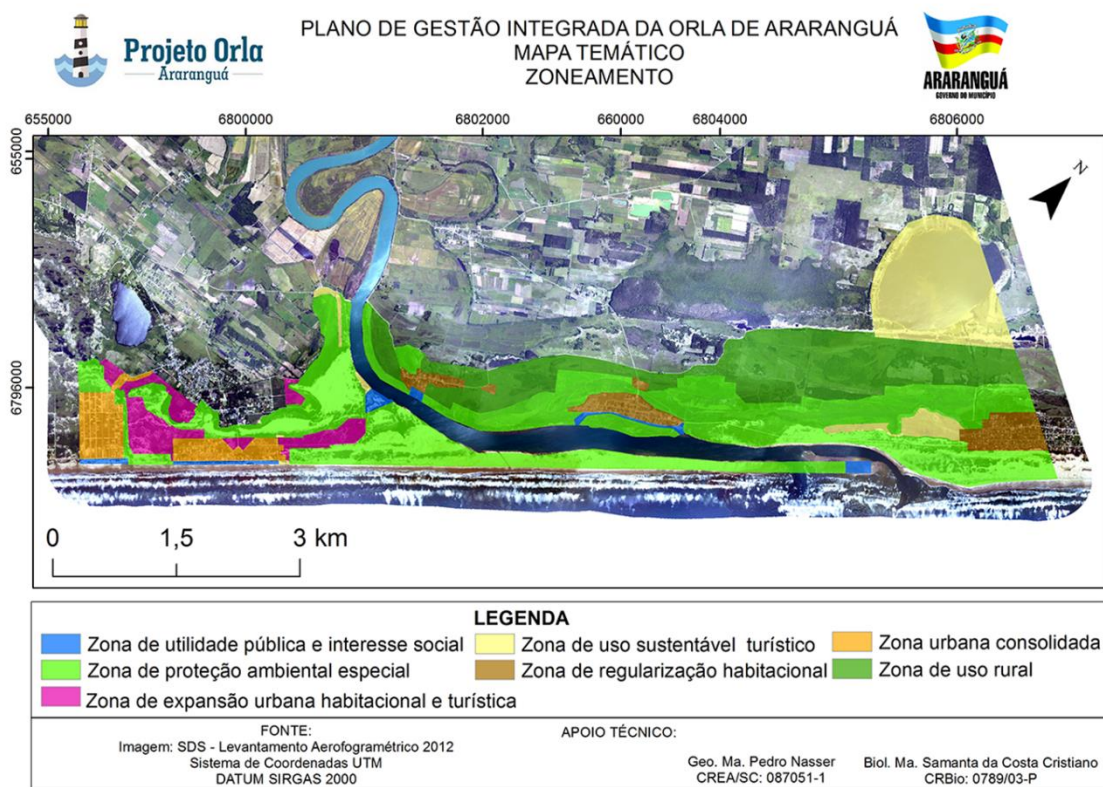 Projeto Orla
Araranguá
PLANO DE GESTÃO INTEGRADA DA ORLA DE ARARANGUÁ
MAPA TEMÁTICO
ZONEAMENTO
ARARANGUÁ
GOVERNO DO MUNICÍPIO
655000 6800000 6802000 660000 6804000 6806000
655000
6796000
N
0 1,5 3 km
LEGENDA
Zona de utilidade pública e interesse social
Zona de uso sustentável turístico
Zona urbana consolidada
Zona de proteção ambiental especial
Zona de regularização habitacional
Zona de uso rural
Zona de expansão urbana habitacional e turística
FONTE:
Imagem: SDS - Levantamento Aerofogramétrico 2012
Sistema de Coordenadas UTM
DATUM SIRGAS 2000
APOIO TÉCNICO:
Geo. Ma. Pedro Nasser
CREA/SC: 087051-1
Biol. Ma. Samanta da Costa Cristiano
CRBio: 0789/03-P